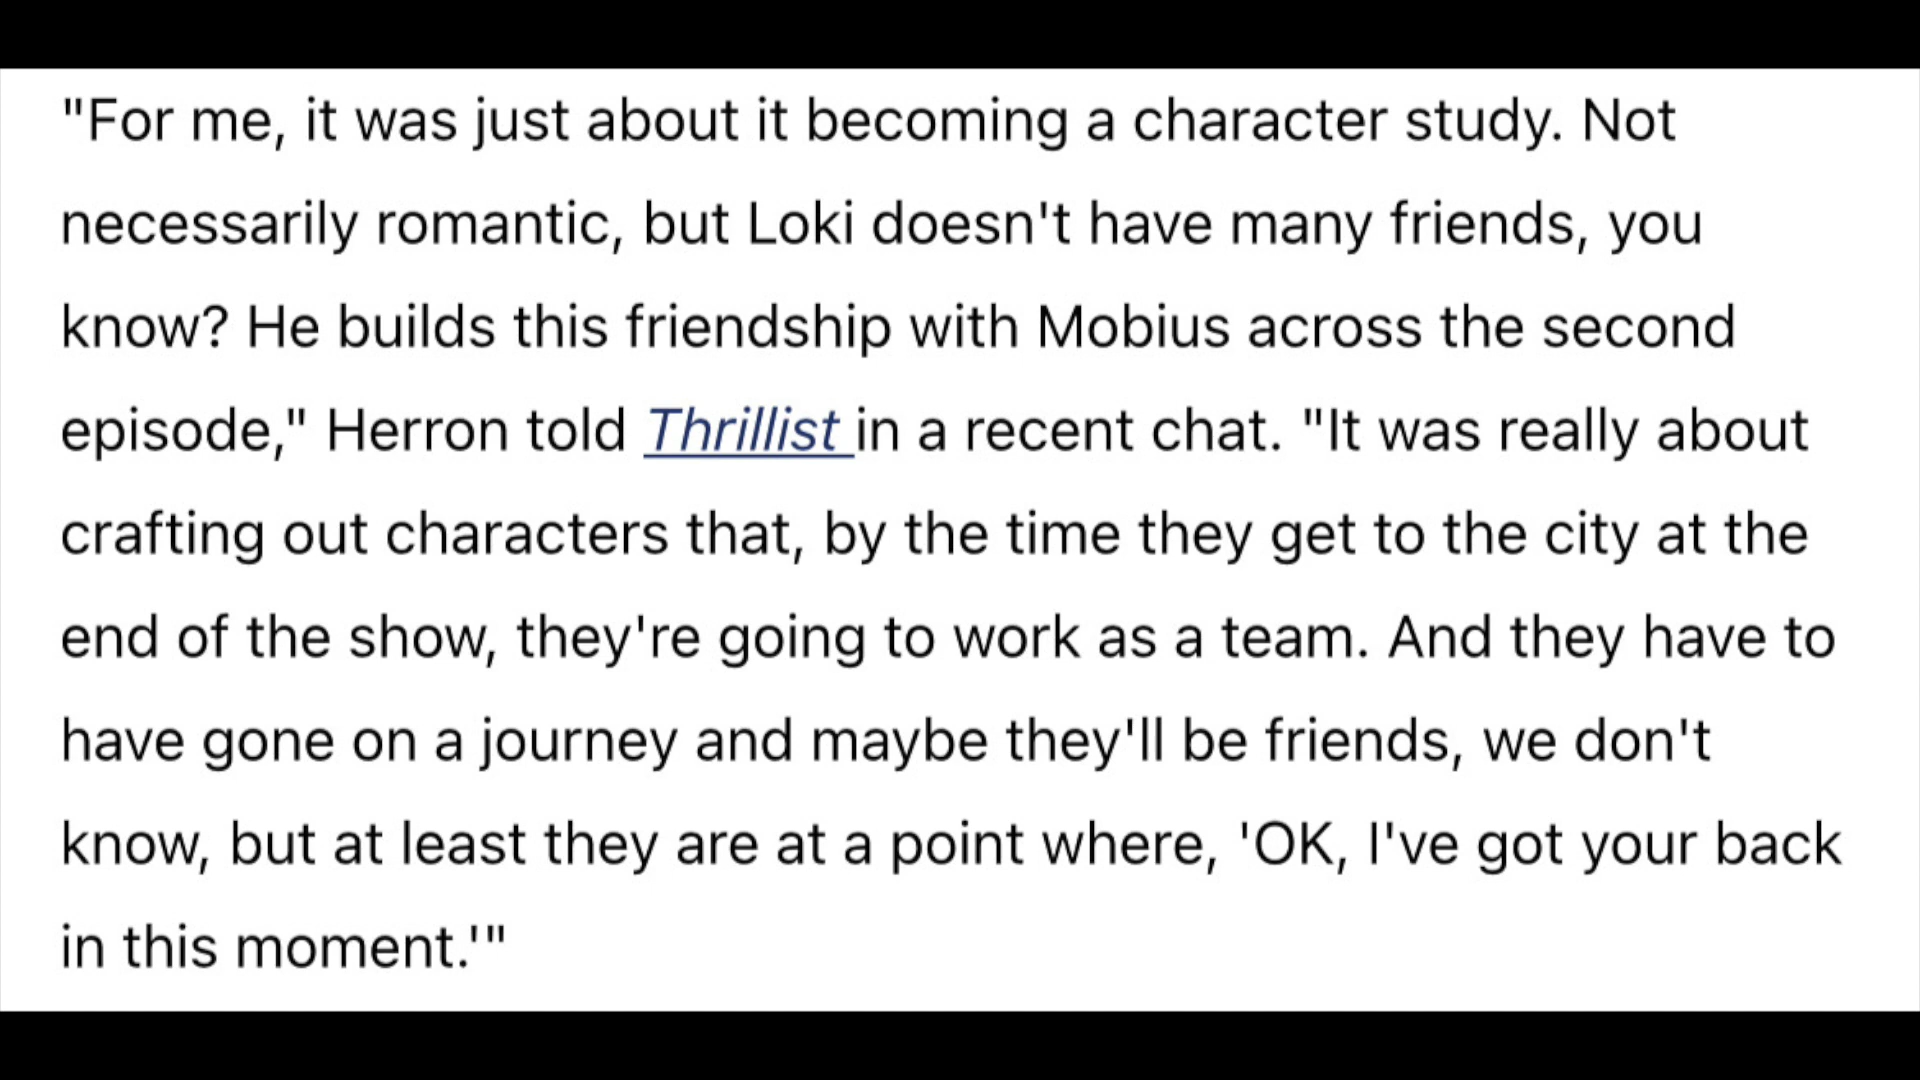 "For me, it was just about it becoming a character study. Not
necessarily romantic, but Loki doesn't have many friends, you
know? He builds this friendship with Mobius across the second
episode," Herron told Thrillist in a recent chat. "It was really about
crafting out characters that, by the time they get to the city at the
end of the show, they're going to work as a team. And they have to
have gone on a journey and maybe they'll be friends, we don't
know, but at least they are at a point where, 'OK, I've got your back
in this moment.'"